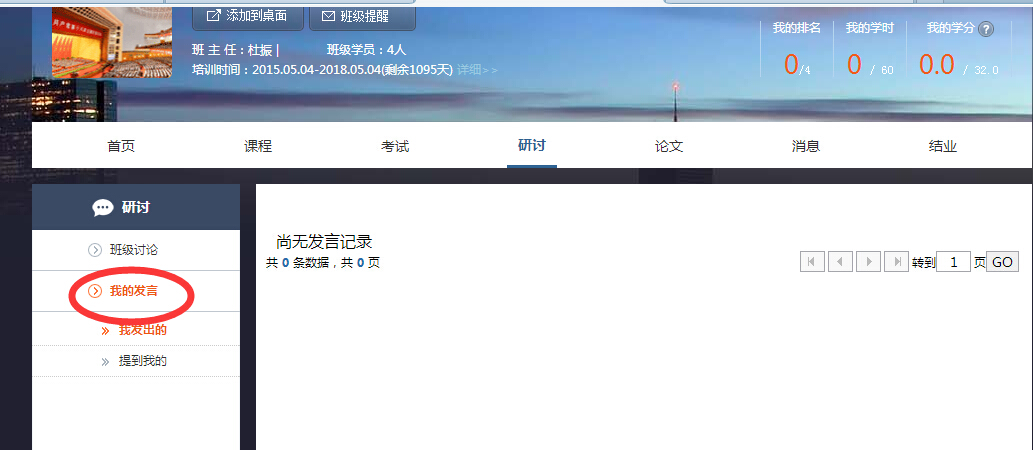 添加到桌面 班级提醒
班 主 任：杜振 | 班级学员：4人
培训时间：2015.05.04-2018.05.04(剩余1095天) 详细>>
我的排名 我的学时 我的学分 ?
0/4 0 / 60 0.0 / 32.0
首页 课程 考试 研讨 论文 消息 结业
研讨
班级讨论
我的发言
我发出的
提到我的
尚无发言记录
共 0 条数据，共 0 页 转到 1 页 GO